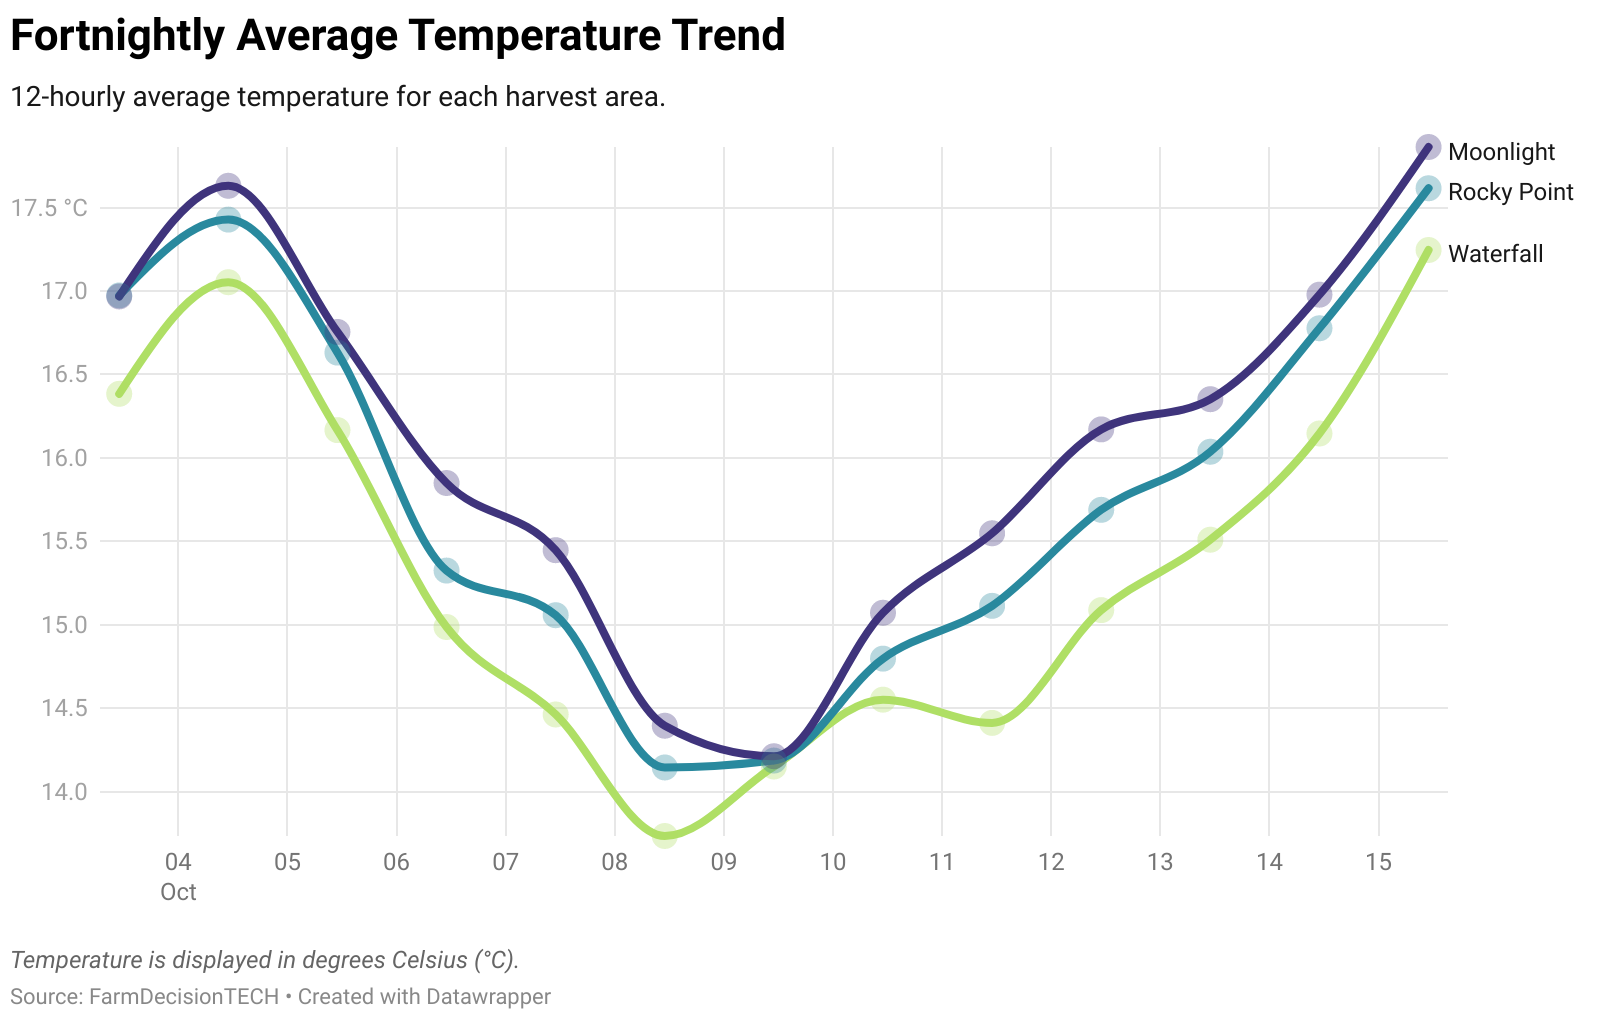 Fortnightly Average Temperature Trend
12-hourly average temperature for each harvest area.
Moonlight
Rocky Point
Waterfall
17.5 °C
17.0
16.5
16.0
15.5
15.0
14.5
14.0
04 05 06 07 08 09 10 11 12 13 14 15
Oct
Temperature is displayed in degrees Celsius (°C).
Source: FarmDecisionTECH • Created with Datawrapper